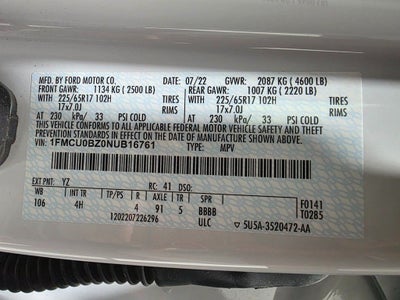 MFD. BY FORD MOTOR CO. 07/22 GVWR: 2087 KG (4600 LB)
FRONT GAWR: 1134 KG (2500 LB) REAR GAWR: 1007 KG (2220 LB)
WITH 225/65R17 102H TIRES WITH 225/65R17 102H TIRES
17x7.0J RIMS 17x7.0J RIMS
AT 230 kPa/ 33 PSI COLD AT 230 kPa/ 33 PSI COLD
THIS VEHICLE CONFORMS TO ALL APPLICABLE FEDERAL MOTOR VEHICLE SAFETY AND THEFT
PREVENTION STANDARDS IN EFFECT ON THE DATE OF MANUFACTURE SHOWN ABOVE.
VIN: 1FMCU0BZ0NUB16761 TYPE: MPV
EXT PNT: YZ RC: 41 DSO:
WB INT TR TP/PS R AXLE TR SPR F0141
106 4H 4 91 5 BBBB T0285
1202207226296 ULC 5U5A-3520472-AA